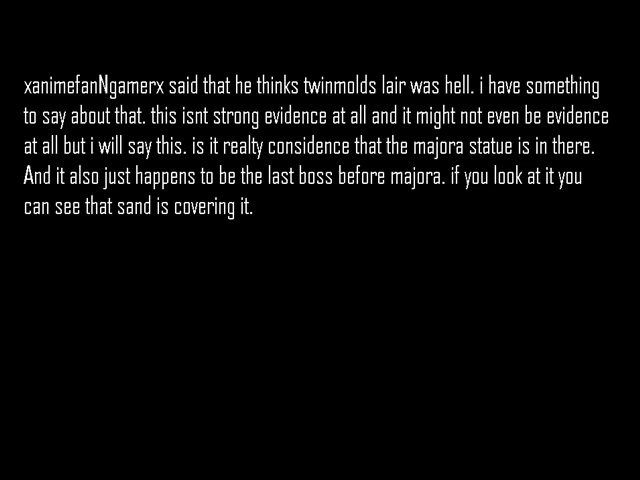 xanimefanNgamerx said that he thinks twinmolds lair was hell. i have something
to say about that. this isnt strong evidence at all and it might not even be evidence
at all but i will say this. is it realty considence that the majora statue is in there.
And it also just happens to be the last boss before majora. if you look at it you
can see that sand is covering it.